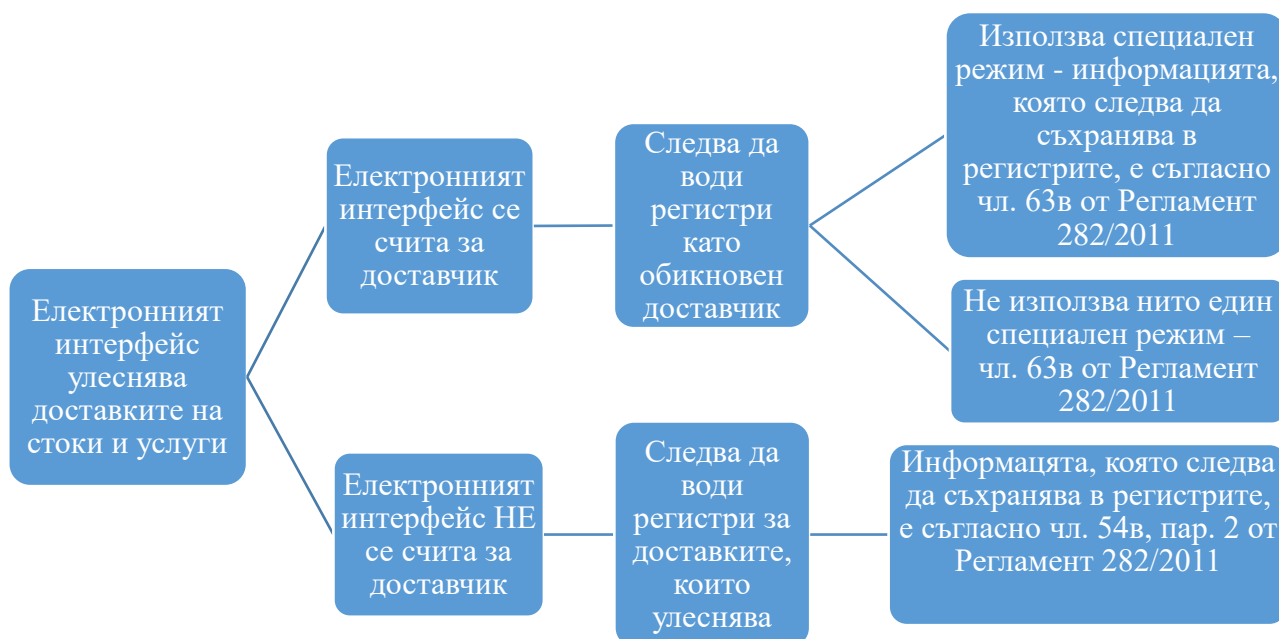 Електронният
интерфейс
улеснява
доставките на
стоки и услуги
Електронният
интерфейс се
счита за
доставчик
Следва да
води
регистри
като
обикновен
доставчик
Използва специален
режим - информацията,
която следва да
съхранява в
регистрите, е съгласно
чл. 63в от Регламент
282/2011
Не използва нито един
специален режим –
чл. 63в от Регламент
282/2011
Електронният
интерфейс НЕ
се счита за
доставчик
Следва да
води
регистри за
доставките,
които
улеснява
Информацята, която следва
да съхранява в регистрите,
е съгласно чл. 54в, пар. 2 от
Регламент 282/2011